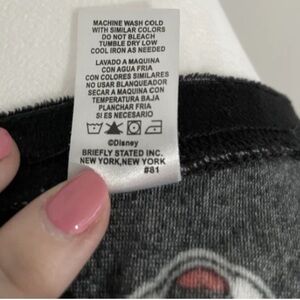 MACHINE WASH COLD
WITH SIMILAR COLORS
DO NOT BLEACH
TUMBLE DRY LOW
COOL IRON AS NEEDED
LAVADO A MAQUINA
CON AGUA FRIA
CON COLORES SIMILARES
NO USAR BLANQUEADOR
SECAR A MAQUINA CON
TEMPERATURA BAJA
PLANCHAR FRIA
SI ES NECESARIO
©Disney
BRIEFLY STATED INC.
NEW YORK,NEW YORK
#81